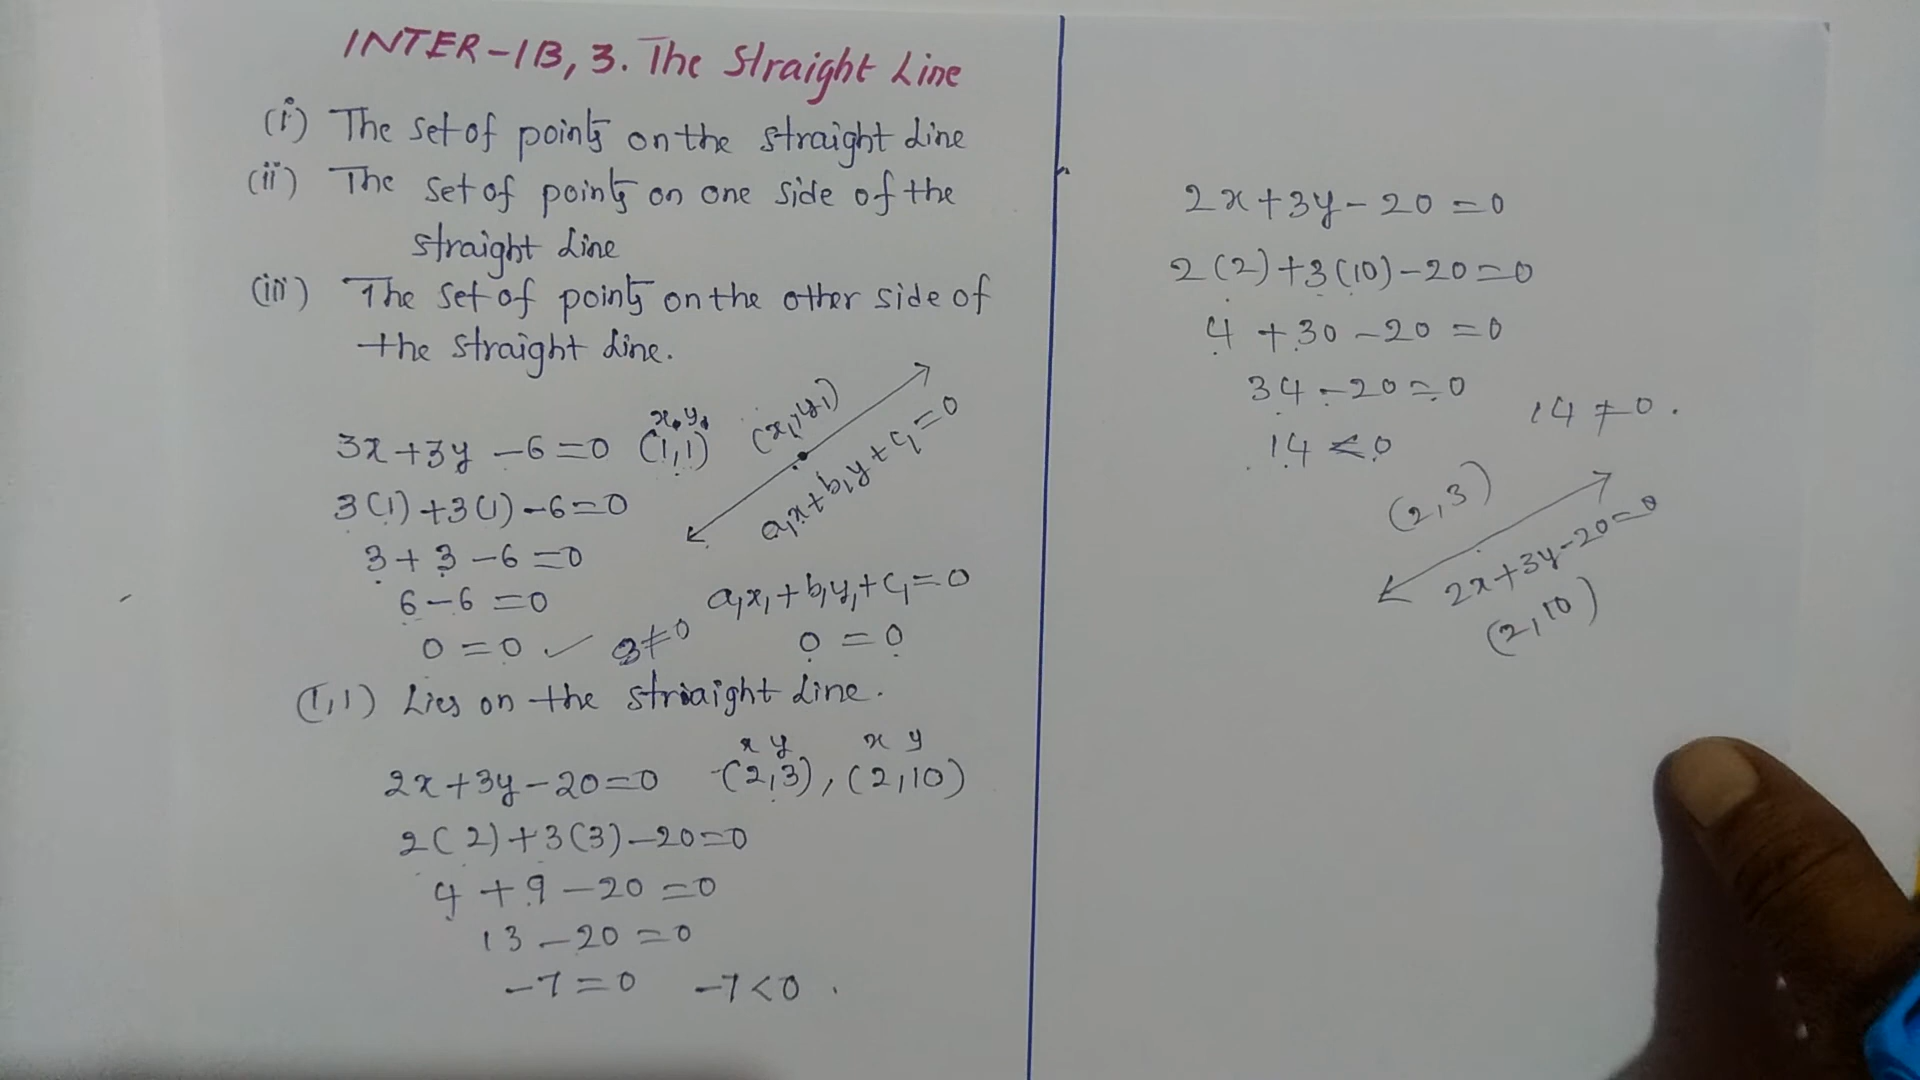 INTER-1B, 3. The Straight Line
(i) The set of points on the straight line
(ii) The set of points on one side of the
straight line
(iii) The set of points on the other side of
the straight line.
3x+3y-6=0 (1,1)
x y
(x₁,y₁)
a₁x+b₁y+c₁=0
3(1)+3(1)-6=0
3+3-6=0
6-6=0
a₁x₁+b₁y₁+c₁=0
0=0 ✓
0=0
(1,1) Lies on the straight line.
x y x y
2x+3y-20=0 (2,3), (2,10)
2(2)+3(3)-20=0
4+9-20=0
13-20=0
-7=0 -7<0.
2x+3y-20=0
2(2)+3(10)-20=0
4+30-20=0
34-20=0
14≠0.
14 0
(2,3)
2x+3y-20=0
(2,10)